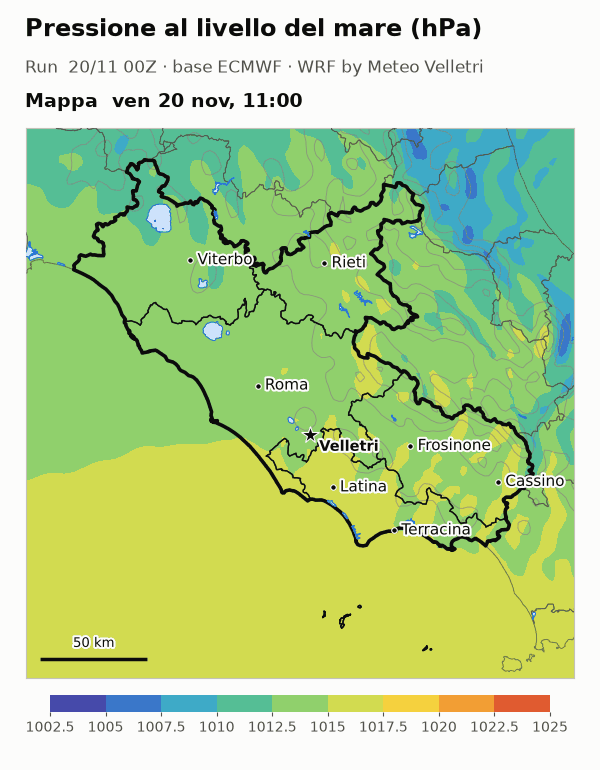 Pressione al livello del mare (hPa)
Run 20/11 00Z · base ECMWF · WRF by Meteo Velletri
Mappa ven 20 nov, 11:00
Viterbo
Rieti
Roma
Velletri
Frosinone
Latina
Cassino
Terracina
50 km
1002.5 1005 1007.5 1010 1012.5 1015 1017.5 1020 1022.5 1025